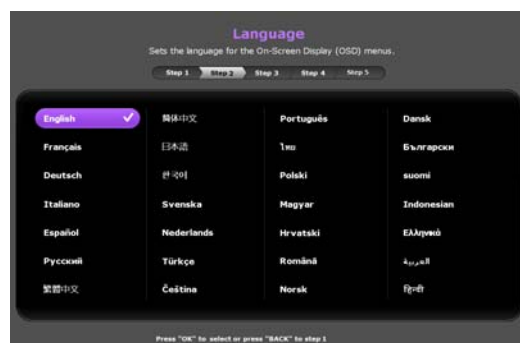 Language
Sets the language for the On-Screen Display (OSD) menus.
Step 1 Step 2 Step 3 Step 4 Step 5
English 簡体中文 Português Dansk
Français 日本語 ไทย Български
Deutsch 한국어 Polski suomi
Italiano Svenska Magyar Indonesian
Español Nederlands Hrvatski Ελληνικά
Русский Türkçe Română العربية
繁體中文 Čeština Norsk हिन्दी
Press "OK" to select or press "BACK" to step 1